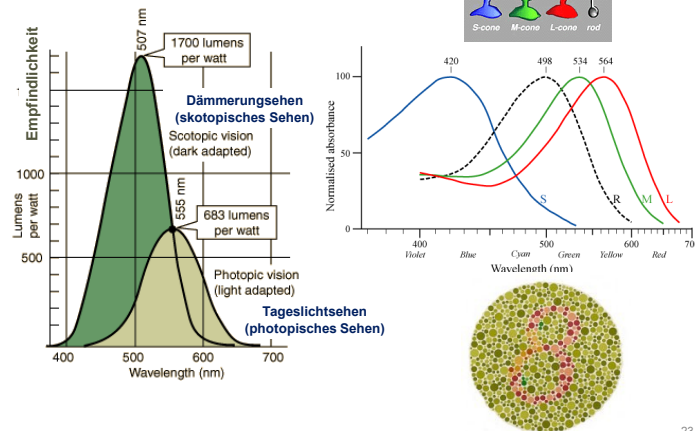 Empfindlichkeit
507 nm
1700 lumens
per watt
Dämmerungsehen
(skotopisches Sehen)
Scotopic vision
(dark adapted)
1000
Lumens
per watt
555 nm
683 lumens
per watt
500
Photopic vision
(light adapted)
Tageslichtsehen
(photopisches Sehen)
400
500
600
700
Wavelength (nm)
S-cone M-cone L-cone rod
420
498
534
564
100
50
0
Normalised absorbance
S
R
M
L
400
500
600
70
Violet Blue Cyan Green Yellow Red
Wavelength (nm)
23